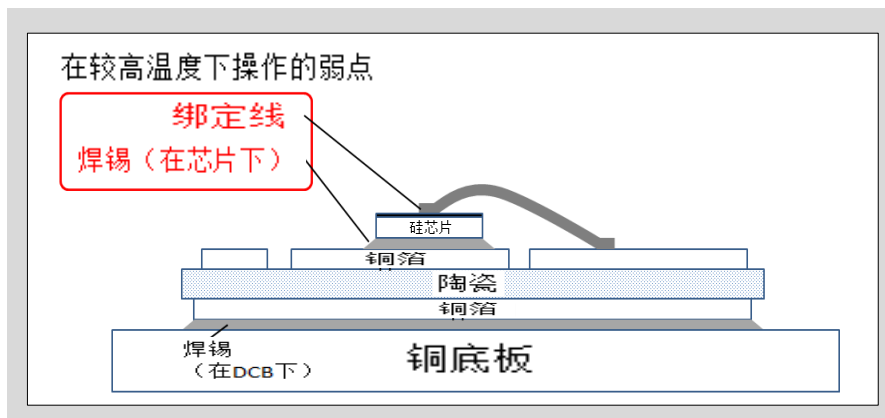 在较高温度下操作的弱点
绑定线
焊锡（在芯片下）
硅芯片
铜箔
陶瓷
铜箔
焊锡
（在DCB下）
铜底板